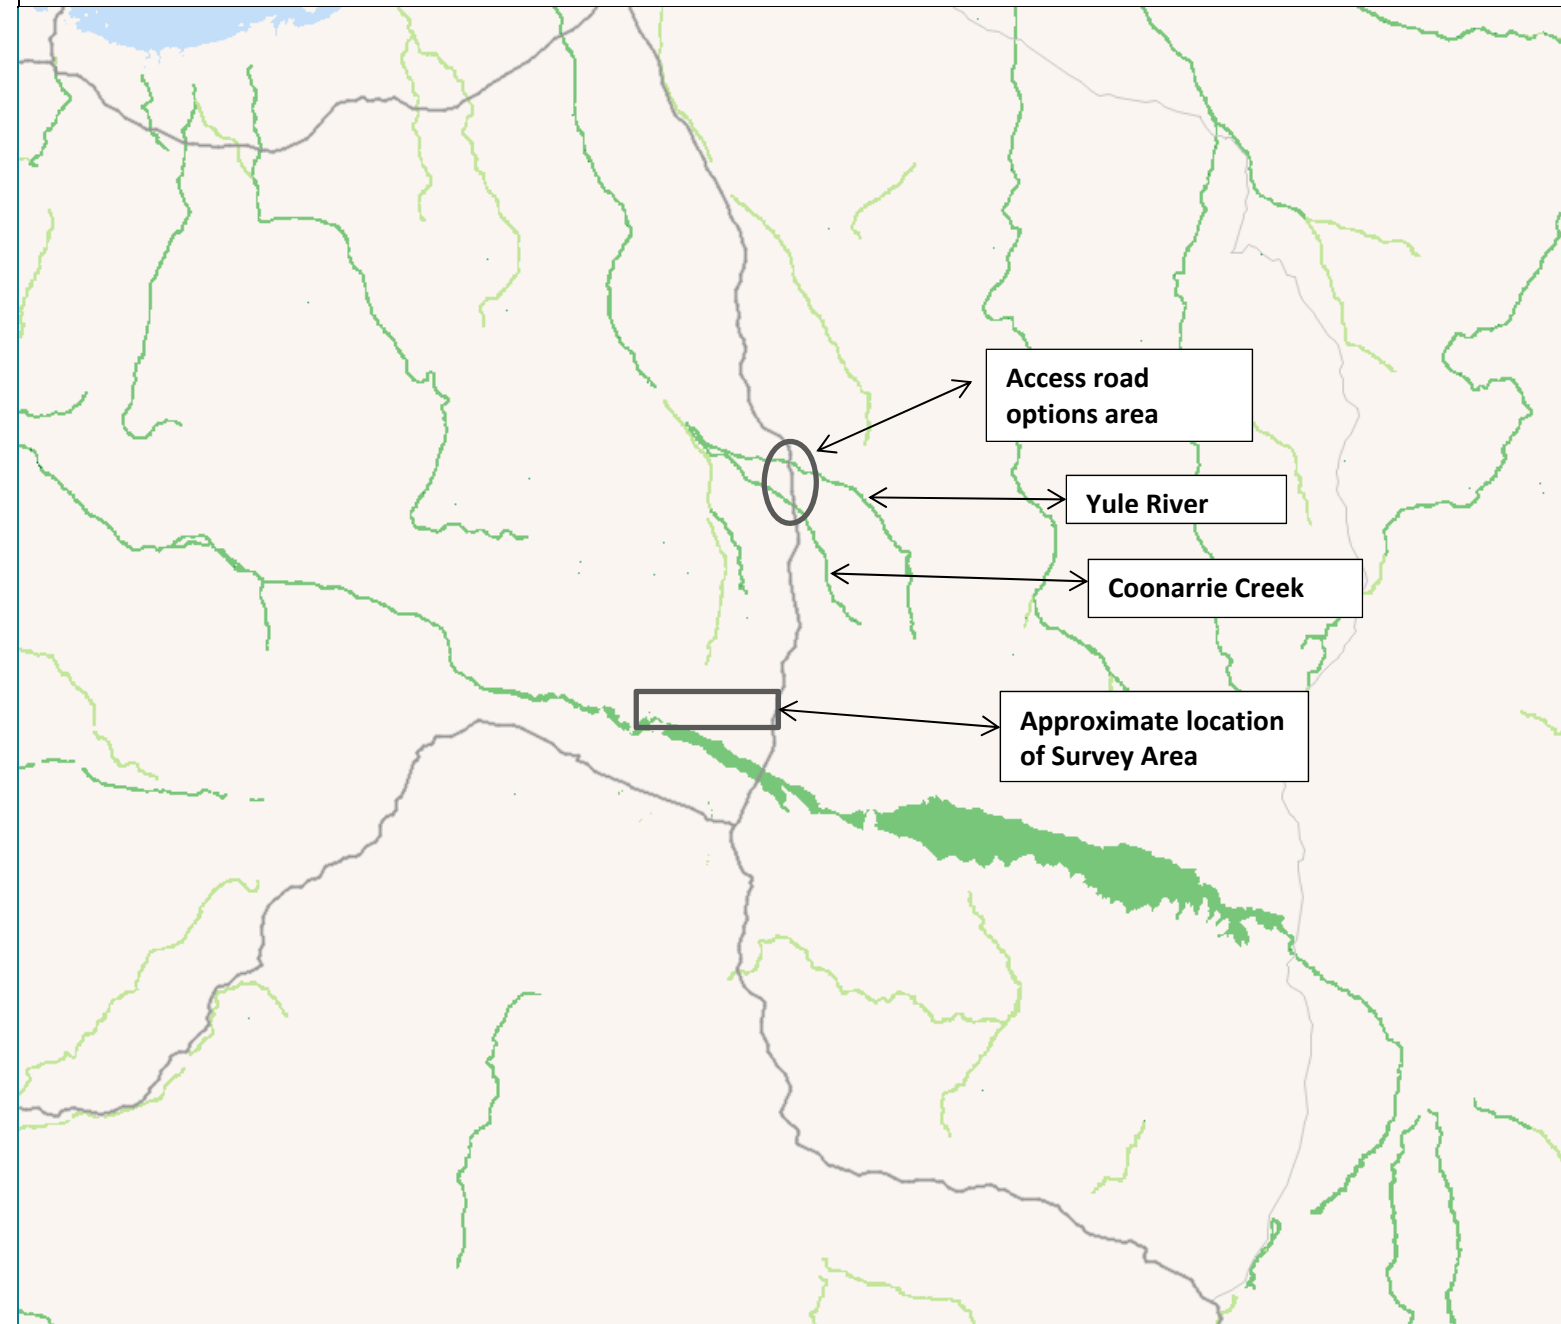 Access road
options area
Yule River
Coonarrie Creek
Approximate location
of Survey Area